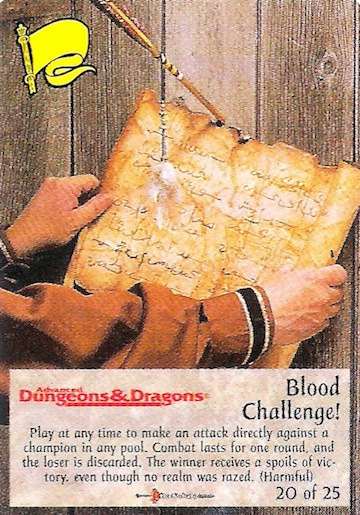 Advanced
Dungeons & Dragons®
Blood
Challenge!
Play at any time to make an attack directly against a
champion in any pool. Combat lasts for one round, and
the loser is discarded. The winner receives a spoils of vic-
tory, even though no realm was razed. (Harmful)
20 of 25